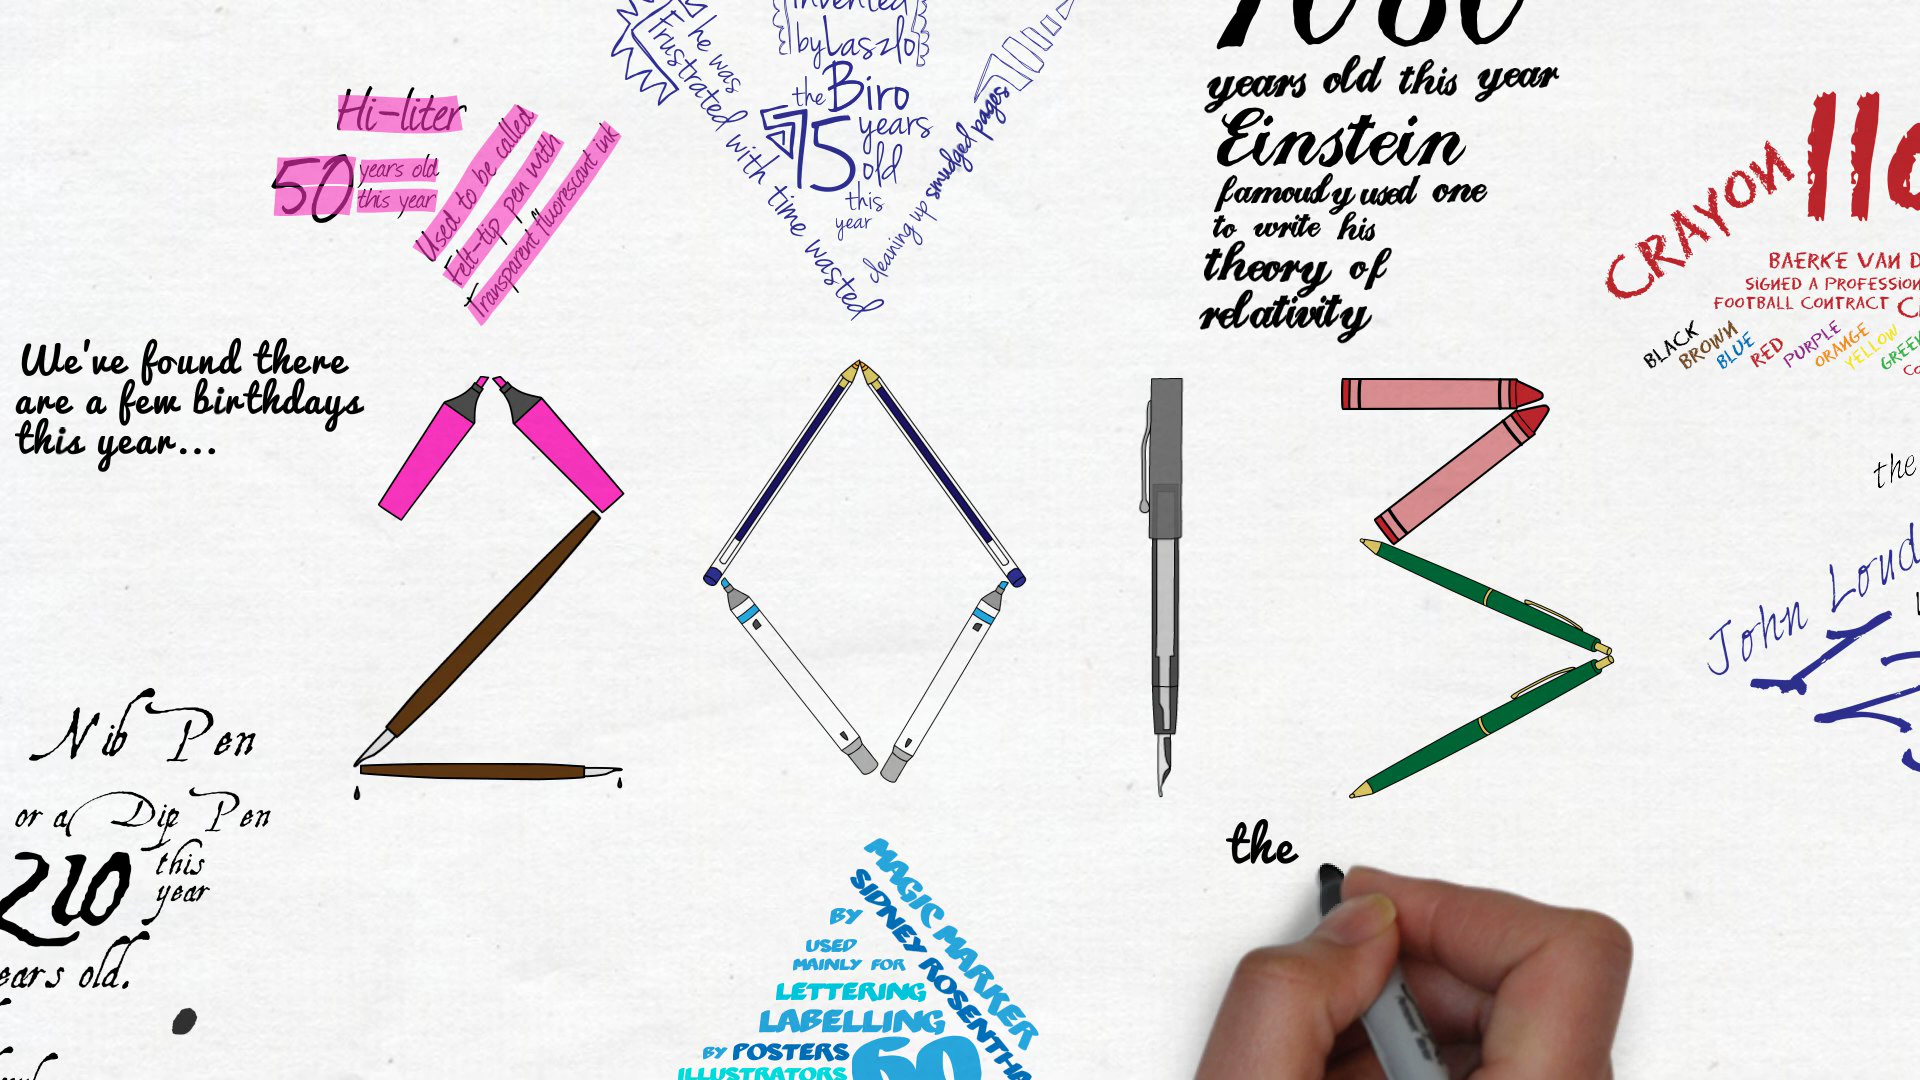 Hi-liter
50 years old
this year
Used to be called
Felt-tip pen with
Transparent fluorescant ink
he was
Frustrated with time wasted
invented
by Laszlo
the Biro
75 years
old
this
year
cleaning up smudged pages
years old this year
Einstein
famously used one
to write his
theory of
relativity
CRAYON
BAERKE VAN D
SIGNED A PROFESSION
FOOTBALL CONTRACT
BLACK
BROWN
BLUE
RED
PURPLE
ORANGE
YELLOW
GREEN
We've found there
are a few birthdays
this year...
the
John Loud
Nib Pen
or a Dip Pen
210 this
year
ears old.
the
MAGIC MARKER
BY
SIDNEY ROSENTHA
USED
MAINLY FOR
LETTERING
LABELLING
BY POSTERS
ILLUSTRATORS
60